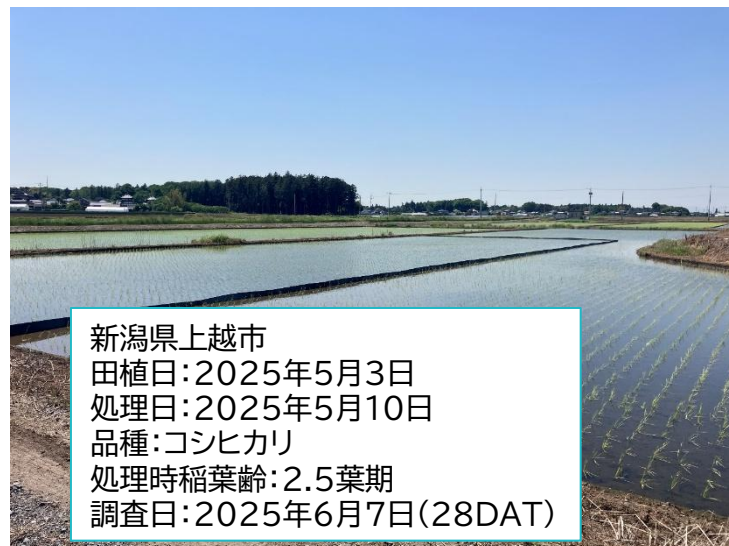 新潟県上越市
田植日：2025年5月3日
処理日：2025年5月10日
品種：コシヒカリ
処理時稲葉齢：2.5葉期
調査日：2025年6月7日（28DAT）